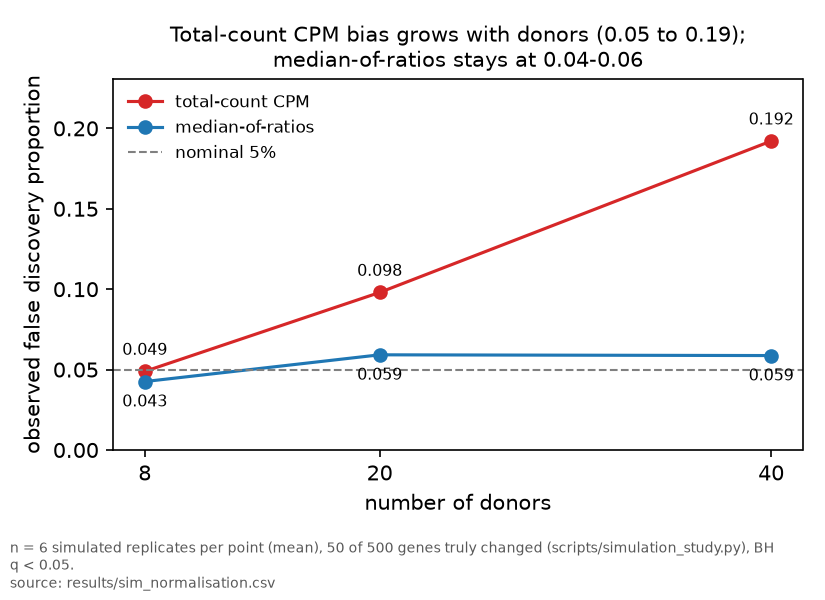 Total-count CPM bias grows with donors (0.05 to 0.19);
median-of-ratios stays at 0.04-0.06
observed false discovery proportion
total-count CPM
median-of-ratios
nominal 5%
0.20
0.15
0.10
0.05
0.00
0.049
0.043
0.098
0.059
0.192
0.059
8
20
40
number of donors
n = 6 simulated replicates per point (mean), 50 of 500 genes truly changed (scripts/simulation_study.py), BH
q < 0.05.
source: results/sim_normalisation.csv